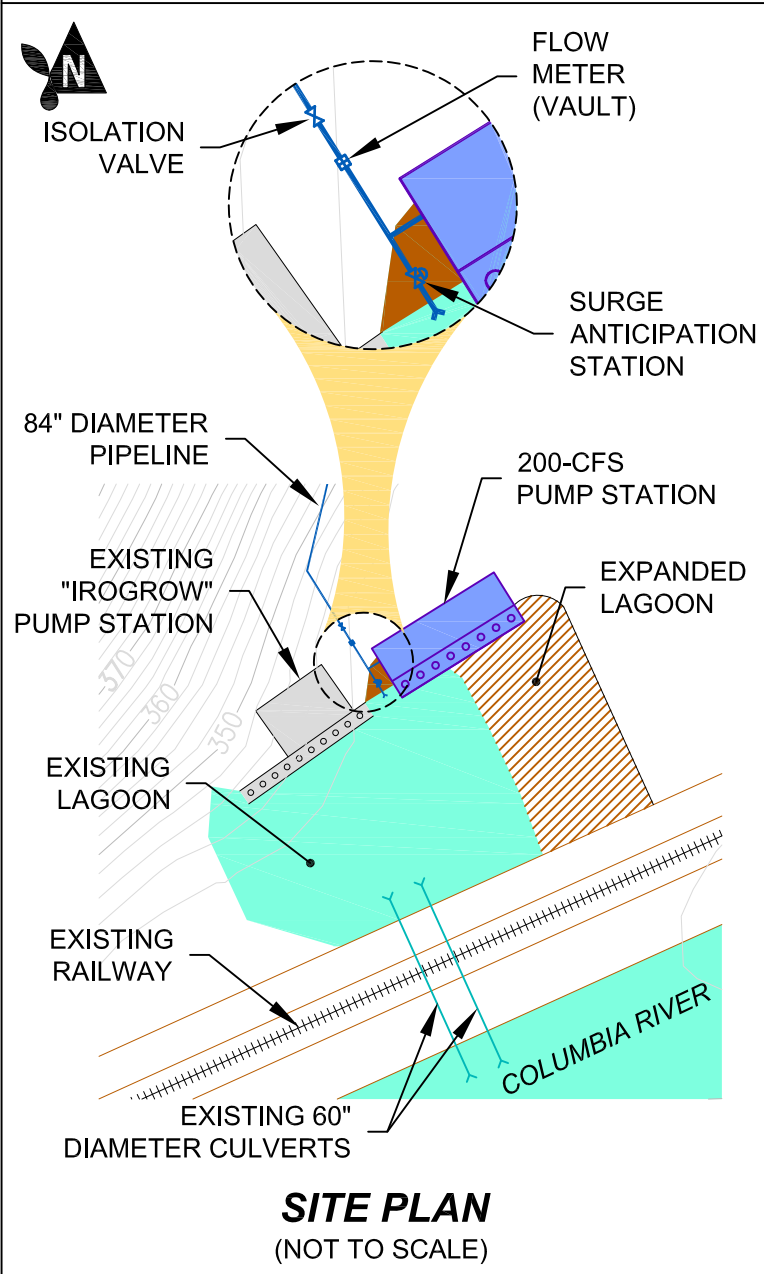 N
FLOW
METER
(VAULT)
ISOLATION
VALVE
SURGE
ANTICIPATION
STATION
84" DIAMETER
PIPELINE
200-CFS
PUMP STATION
EXISTING
"IROGROW"
PUMP STATION
EXPANDED
LAGOON
370
360
350
EXISTING
LAGOON
EXISTING
RAILWAY
COLUMBIA RIVER
EXISTING 60"
DIAMETER CULVERTS
SITE PLAN
(NOT TO SCALE)